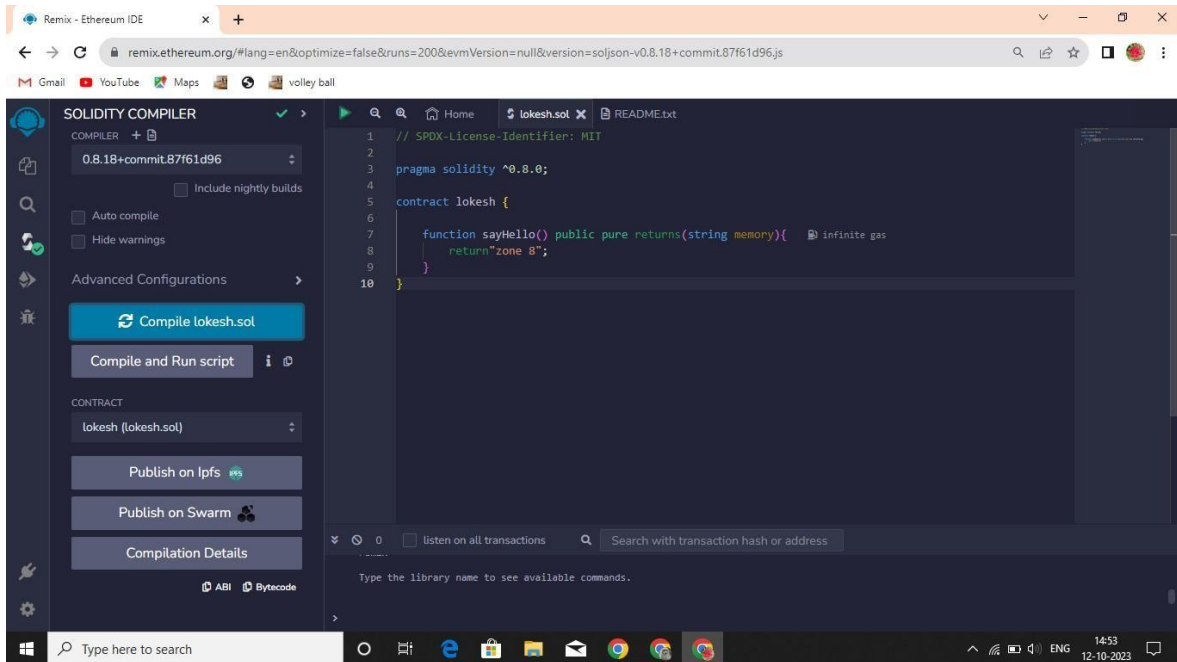 Remix - Ethereum IDE
remix.ethereum.org/#lang=en&optimize=false&runs=200&evmVersion=null&version=soljson-v0.8.18+commit.87f61d96.js
Gmail YouTube Maps volley ball
SOLIDITY COMPILER
COMPILER
0.8.18+commit.87f61d96
Include nightly builds
Auto compile
Hide warnings
Advanced Configurations
Compile lokesh.sol
Compile and Run script
CONTRACT
lokesh (lokesh.sol)
Publish on Ipfs IPFS
Publish on Swarm
Compilation Details
ABI Bytecode
Home lokesh.sol README.txt
1 // SPDX-License-Identifier: MIT
2
3 pragma solidity ^0.8.0;
4
5 contract lokesh {
6
7 function sayHello() public pure returns(string memory){ infinite gas
8 return"zone 8";
9 }
10 }
0 listen on all transactions Search with transaction hash or address
Type the library name to see available commands.
>
Type here to search
ENG 14:53
12-10-2023